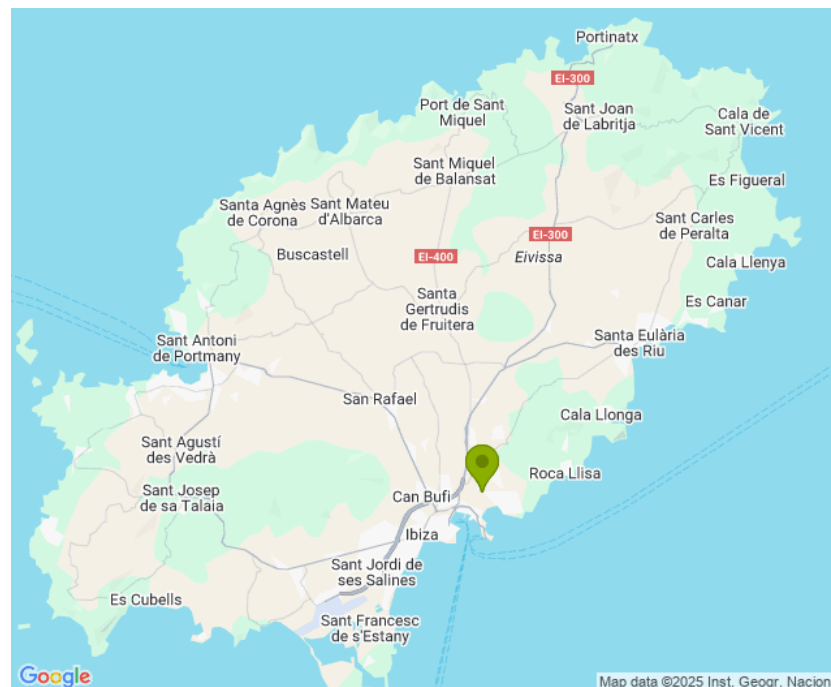 Portinatx
EI-300
Port de Sant
Miquel
Sant Joan
de Labritja
Cala de
Sant Vicent
Sant Miquel
de Balansat
Es Figueral
Santa Agnès
de Corona
Sant Mateu
d'Albarca
Sant Carles
de Peralta
EI-300
Buscastell
EI-400
Eivissa
Cala Llenya
Santa
Gertrudis
de Fruitera
Es Canar
Sant Antoni
de Portmany
Santa Eulària
des Riu
San Rafael
Cala Llonga
Sant Agustí
des Vedrà
Roca Llisa
Sant Josep
de sa Talaia
Can Bufi
Ibiza
Sant Jordi de
ses Salines
Es Cubells
Sant Francesc
de s'Estany
Google
Map data ©2025 Inst. Geogr. Nacion